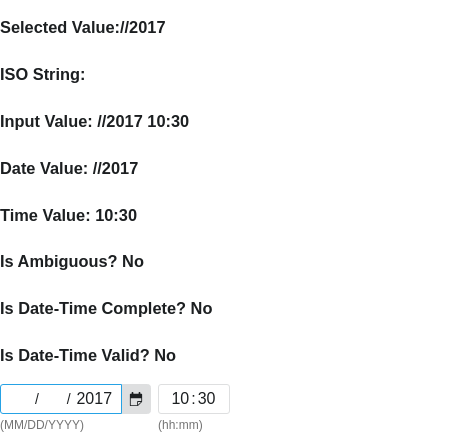 Selected Value://2017
ISO String:
Input Value: //2017 10:30
Date Value: //2017
Time Value: 10:30
Is Ambiguous? No
Is Date-Time Complete? No
Is Date-Time Valid? No
/ / 2017 10:30
(MM/DD/YYYY) (hh:mm)